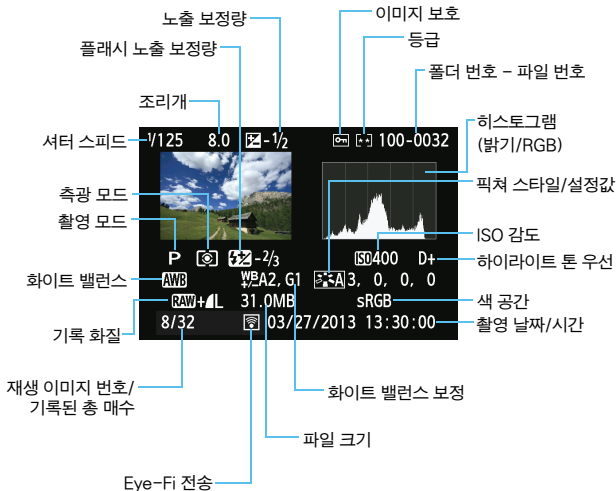 노출 보정량
이미지 보호
플래시 노출 보정량
등급
폴더 번호 - 파일 번호
조리개
히스토그램
(밝기/RGB)
셔터 스피드
1/125 8.0 -1/2 100-0032
픽쳐 스타일/설정값
측광 모드
촬영 모드
ISO 감도
P -2/3 ISO400 D+
하이라이트 톤 우선
화이트 밸런스
AWB WB+/-A2, G1 A 3, 0, 0, 0
RAW+L 31.0MB sRGB
색 공간
기록 화질
8/32 03/27/2013 13:30:00
촬영 날짜/시간
재생 이미지 번호/
기록된 총 매수
화이트 밸런스 보정
파일 크기
Eye-Fi 전송